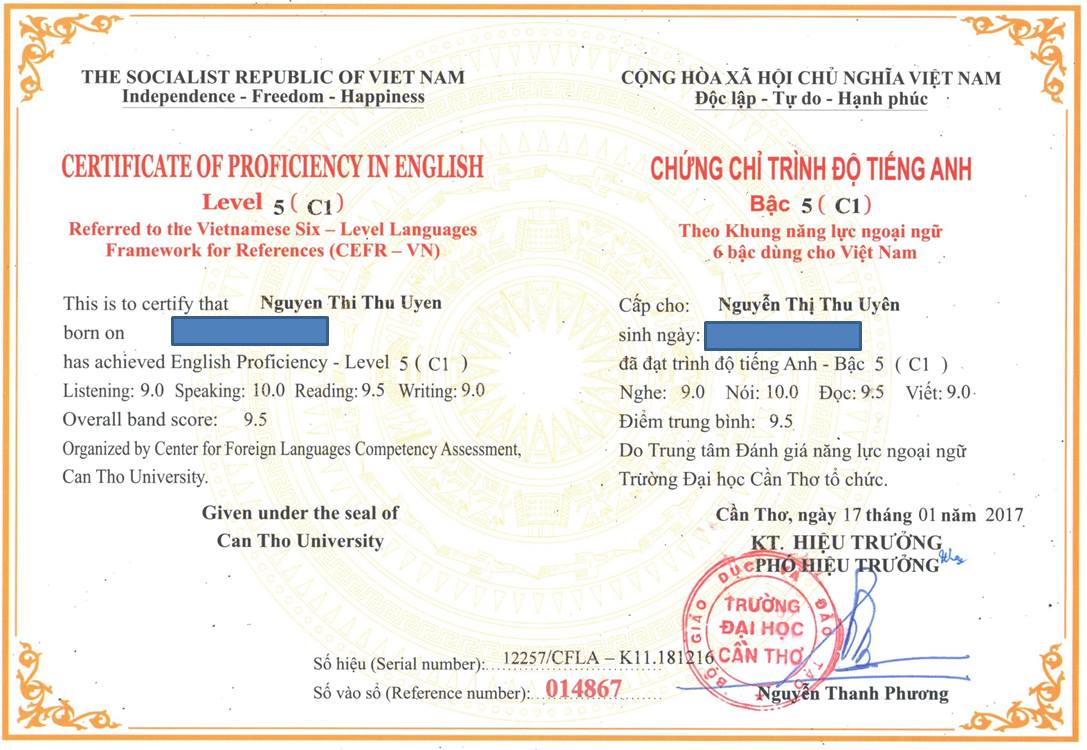 THE SOCIALIST REPUBLIC OF VIET NAM
Independence - Freedom - Happiness
CERTIFICATE OF PROFICIENCY IN ENGLISH
Level 5 ( C1 )
Referred to the Vietnamese Six – Level Languages
Framework for References (CEFR – VN)
This is to certify that Nguyen Thi Thu Uyen
born on
has achieved English Proficiency - Level 5 ( C1 )
Listening: 9.0 Speaking: 10.0 Reading: 9.5 Writing: 9.0
Overall band score: 9.5
Organized by Center for Foreign Languages Competency Assessment,
Can Tho University.
Given under the seal of
Can Tho University
CỘNG HÒA XÃ HỘI CHỦ NGHĨA VIỆT NAM
Độc lập - Tự do - Hạnh phúc
CHỨNG CHỈ TRÌNH ĐỘ TIẾNG ANH
Bậc 5 ( C1 )
Theo Khung năng lực ngoại ngữ
6 bậc dùng cho Việt Nam
Cấp cho: Nguyễn Thị Thu Uyên
sinh ngày:
đã đạt trình độ tiếng Anh - Bậc 5 ( C1 )
Nghe: 9.0 Nói: 10.0 Đọc: 9.5 Viết: 9.0
Điểm trung bình: 9.5
Do Trung tâm Đánh giá năng lực ngoại ngữ
Trường Đại học Cần Thơ tổ chức.
Cần Thơ, ngày 17 tháng 01 năm 2017
KT. HIỆU TRƯỞNG
PHÓ HIỆU TRƯỞNG
BỘ GIÁO DỤC VÀ ĐÀO TẠO
TRƯỜNG
ĐẠI HỌC
CẦN THƠ
Nguyễn Thanh Phương
Số hiệu (Serial number): 12257/CFLA – K11.181216
Số vào sổ (Reference number): 014867